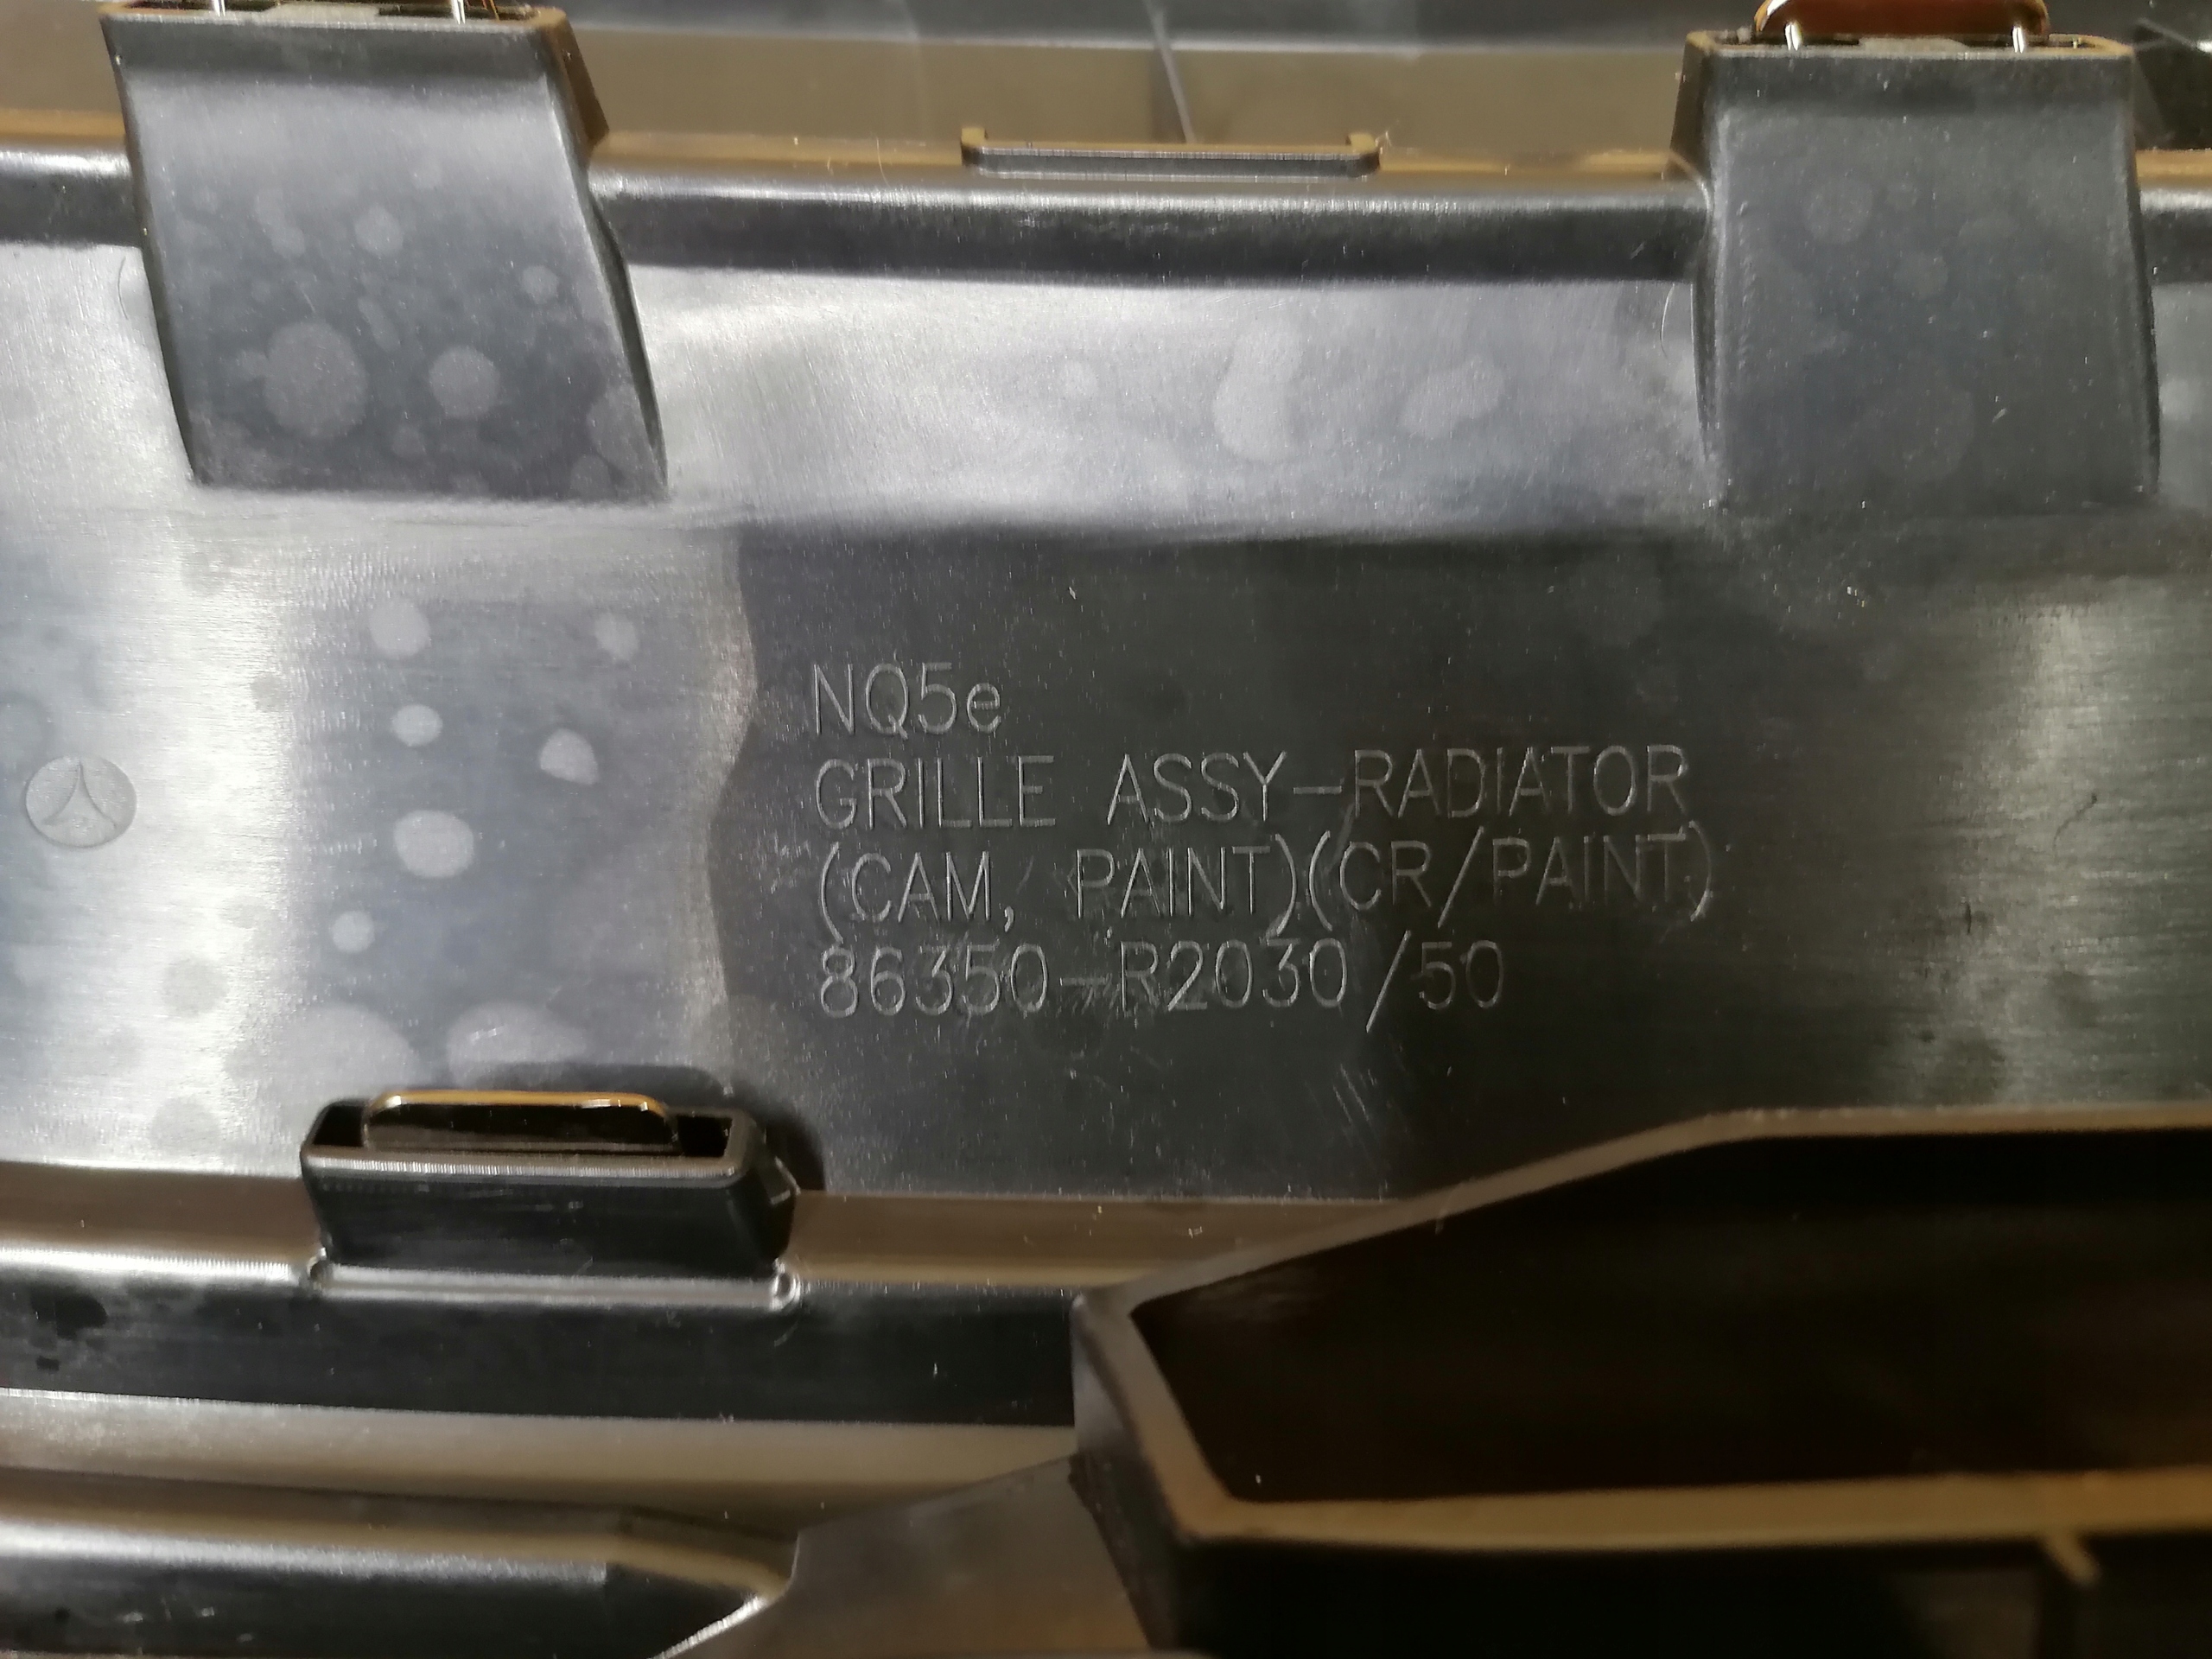 NQ5e
GRILLE ASSY-RADIATOR
(CAM, PAINT)(CR/PAINT)
86350-R2030/50